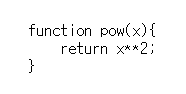 function pow(x){
    return x**2;
}